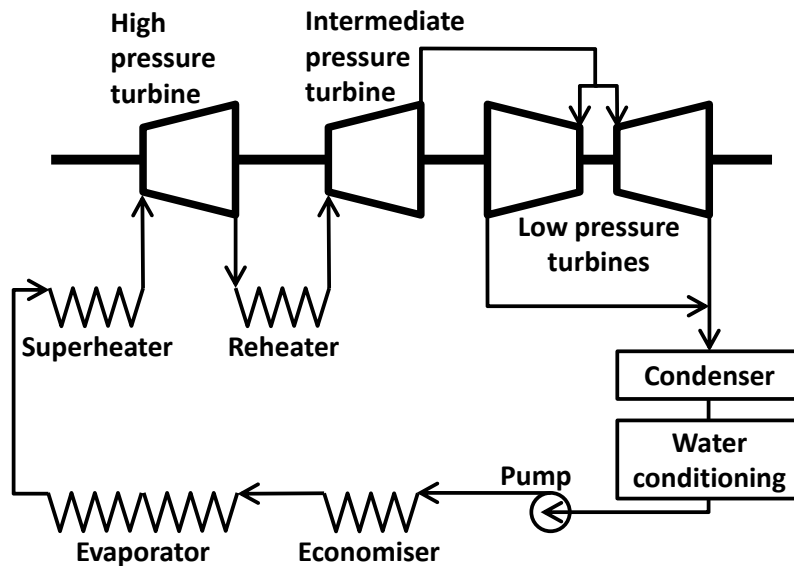 High
pressure
turbine
Intermediate
pressure
turbine
Low pressure
turbines
Superheater
Reheater
Condenser
Water
conditioning
Pump
Evaporator
Economiser